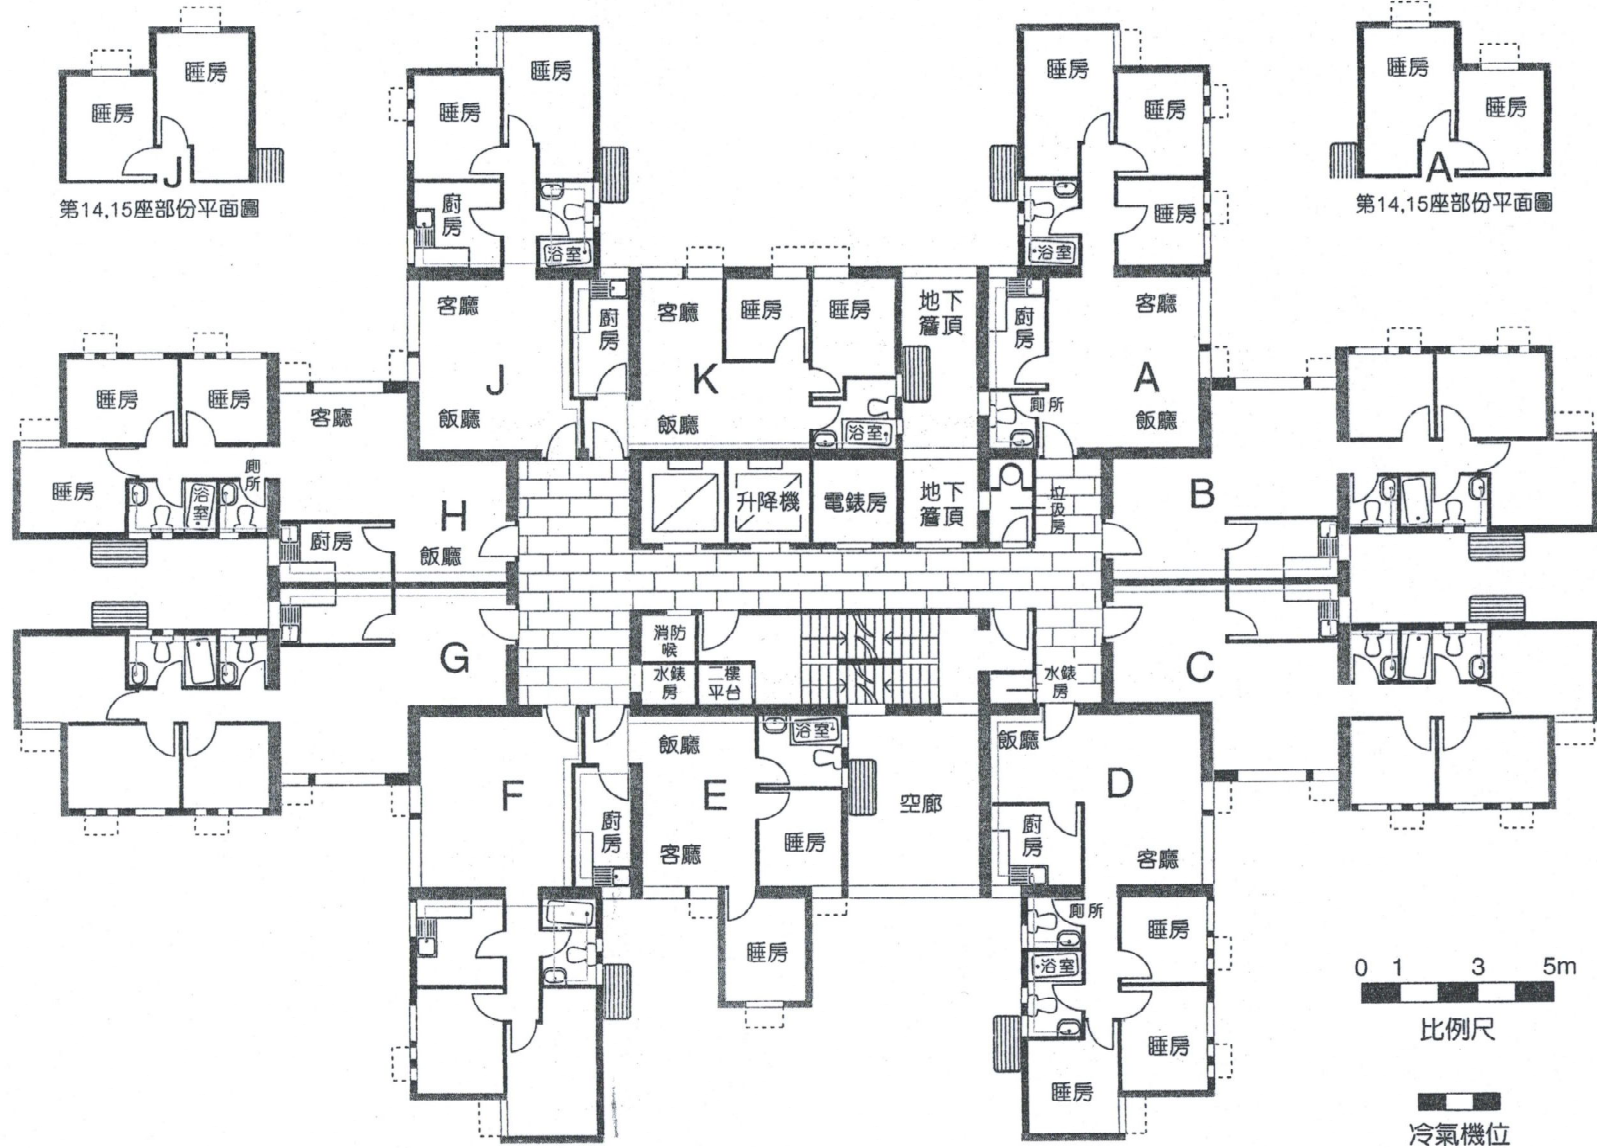 睡房
睡房
J
第14,15座部份平面圖
睡房
睡房
廚房
浴室
客廳
J
飯廳
廚房
客廳
睡房
睡房
K
飯廳
浴室
地下簷頂
睡房
睡房
睡房
浴室
廚房
客廳
A
廁所
飯廳
睡房
睡房
A
第14,15座部份平面圖
睡房
睡房
客廳
睡房
浴室
廁所
H
廚房
飯廳
升降機
電錶房
地下簷頂
垃圾房
B
G
消防喉
水錶房
二樓平台
水錶房
C
F
廚房
飯廳
浴室
E
客廳
睡房
睡房
空廊
飯廳
D
廚房
客廳
廁所
睡房
浴室
睡房
睡房
0 1 3 5m
比例尺
冷氣機位